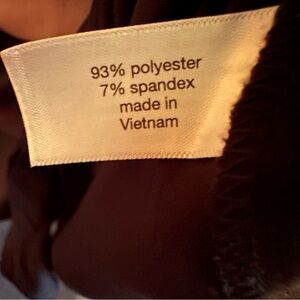 93% polyester
7% spandex
made in
Vietnam